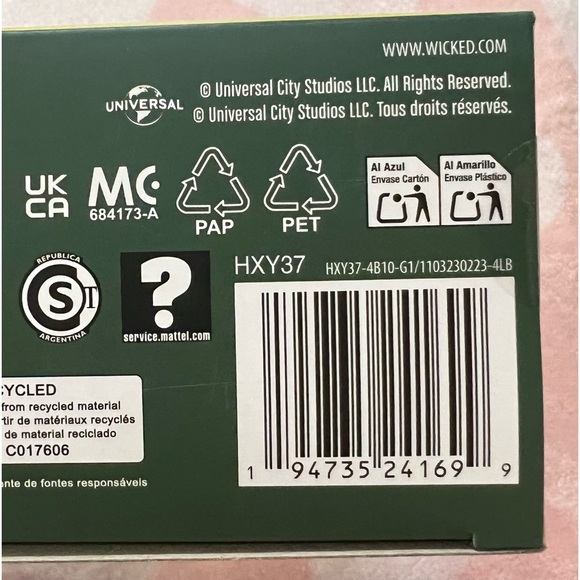 WWW.WICKED.COM
UNIVERSAL
© Universal City Studios LLC. All Rights Reserved.
© Universal City Studios LLC. Tous droits réservés.
UK
CA
MC
684173-A
PAP
PET
Al Azul
Envase Cartón
Al Amarillo
Envase Plástico
REPUBLICA
CST
ARGENTINA
?
service.mattel.com
HXY37
HXY37-4B10-G1/1103230223-4LB
CYCLED
from recycled material
rtir de matériaux recyclés
de material reciclado
C017606
ente de fontes responsáveis
1 94735 24169 9